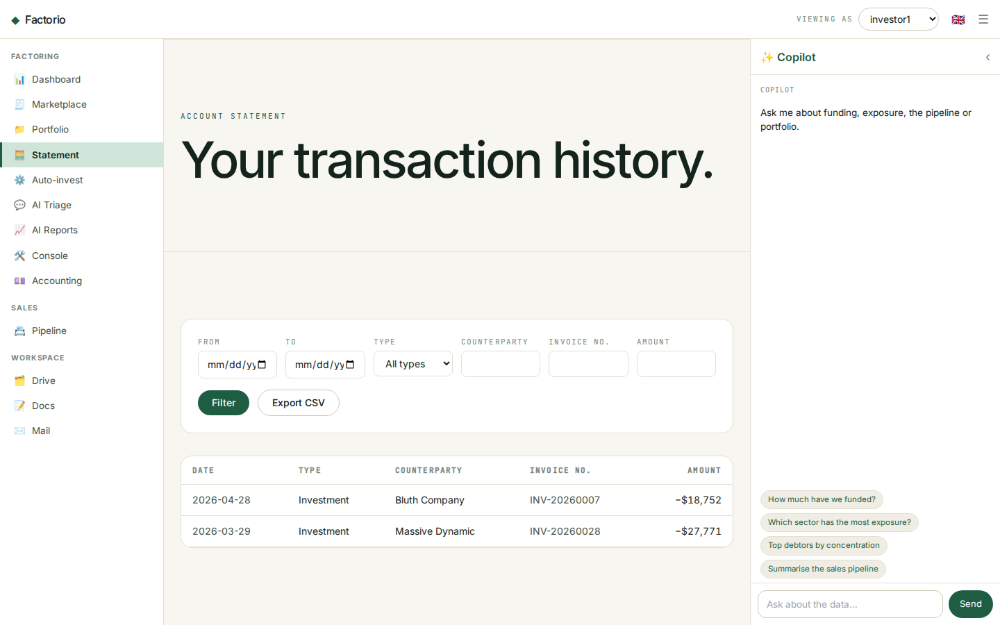 Factorio
VIEWING AS
investor1
FACTORING
Dashboard
Marketplace
Portfolio
Statement
Auto-invest
AI Triage
AI Reports
Console
Accounting
SALES
Pipeline
WORKSPACE
Drive
Docs
Mail
ACCOUNT STATEMENT
Your transaction history.
FROM TO TYPE COUNTERPARTY INVOICE NO. AMOUNT
mm/dd/yy mm/dd/yy All types
Filter Export CSV
DATE TYPE COUNTERPARTY INVOICE NO. AMOUNT
2026-04-28 Investment Bluth Company INV-20260007 −$18,752
2026-03-29 Investment Massive Dynamic INV-20260028 −$27,771
✨ Copilot
COPILOT
Ask me about funding, exposure, the pipeline or
portfolio.
How much have we funded?
Which sector has the most exposure?
Top debtors by concentration
Summarise the sales pipeline
Ask about the data...
Send